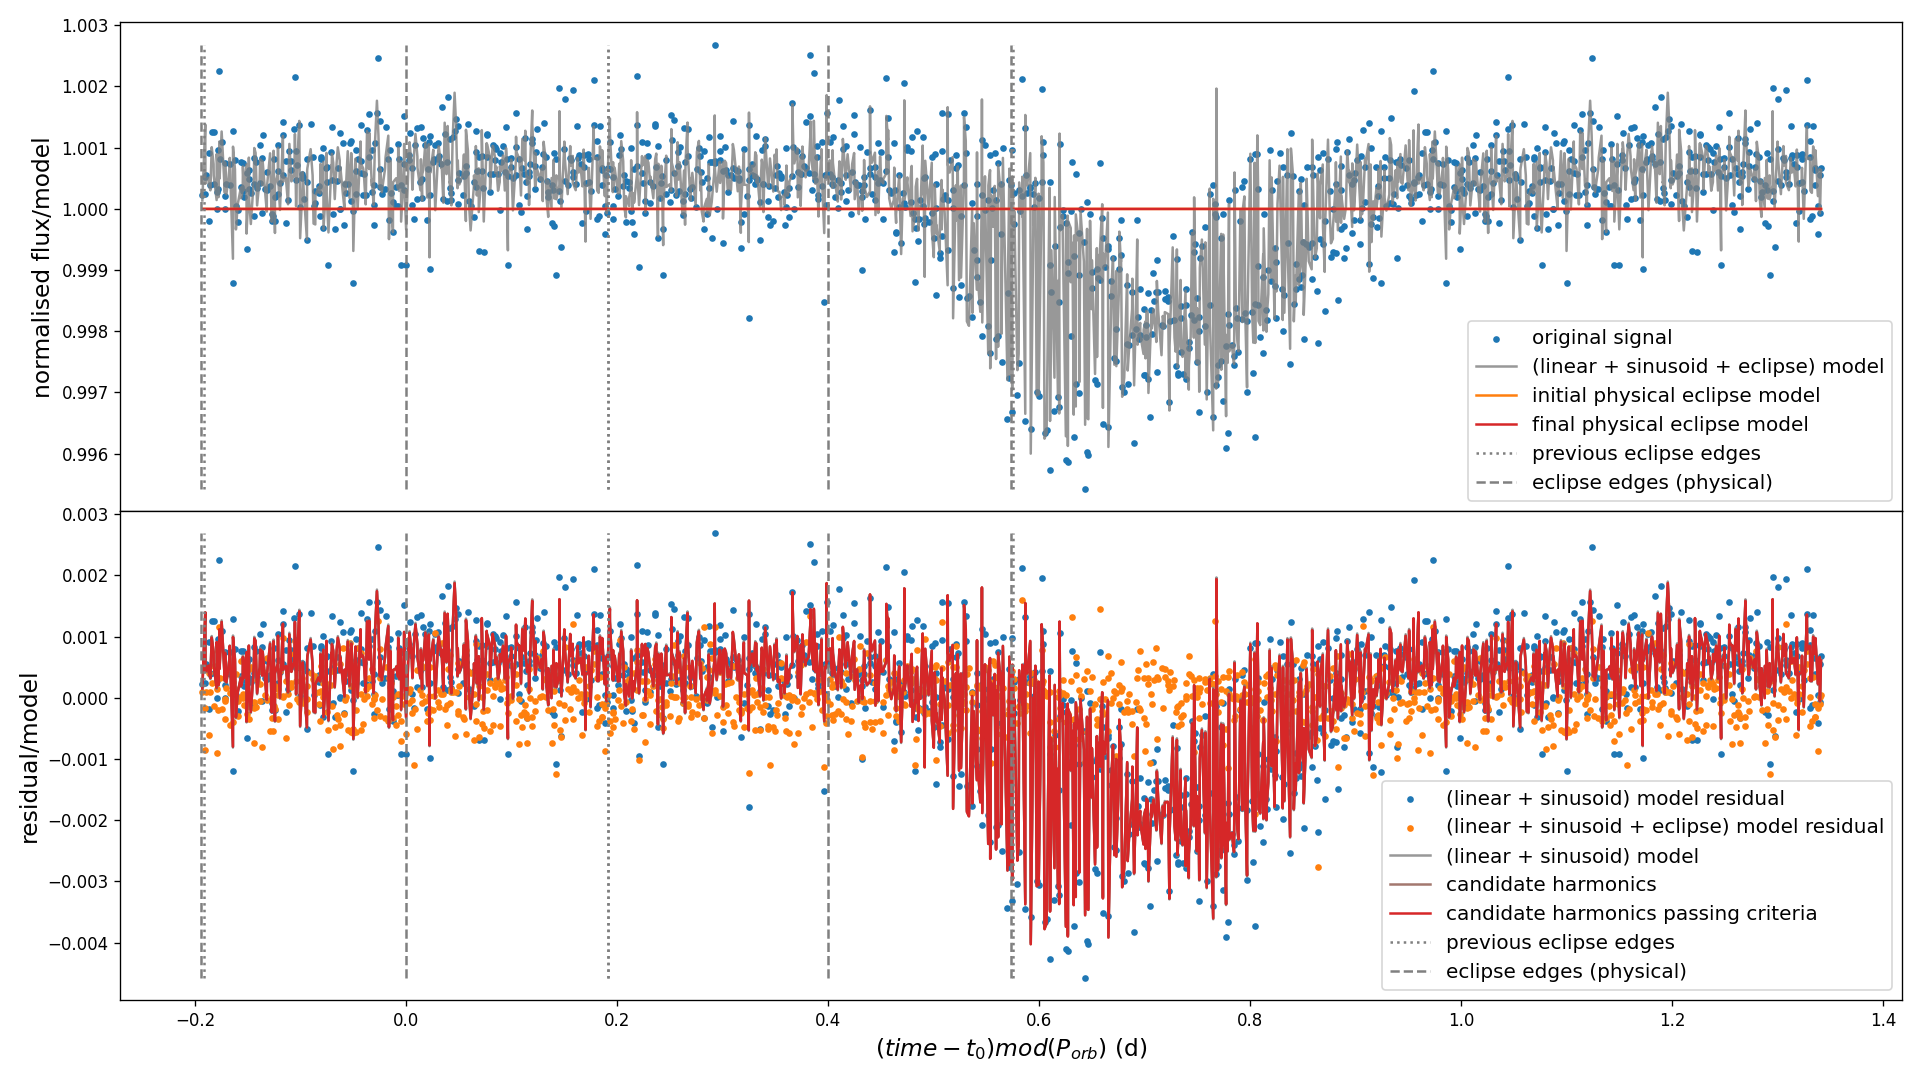 1.003
1.002
1.001
1.000
0.999
0.998
0.997
0.996
normalised flux/model
original signal
(linear + sinusoid + eclipse) model
initial physical eclipse model
final physical eclipse model
previous eclipse edges
eclipse edges (physical)
0.003
0.002
0.001
0.000
−0.001
−0.002
−0.003
−0.004
residual/model
(linear + sinusoid) model residual
(linear + sinusoid + eclipse) model residual
(linear + sinusoid) model
candidate harmonics
candidate harmonics passing criteria
previous eclipse edges
eclipse edges (physical)
−0.2 0.0 0.2 0.4 0.6 0.8 1.0 1.2 1.4
(time − t0)mod(Porb) (d)